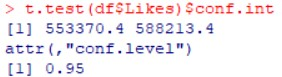 > t.test(df$Likes)$conf.int
[1] 553370.4 588213.4
attr(,"conf.level")
[1] 0.95